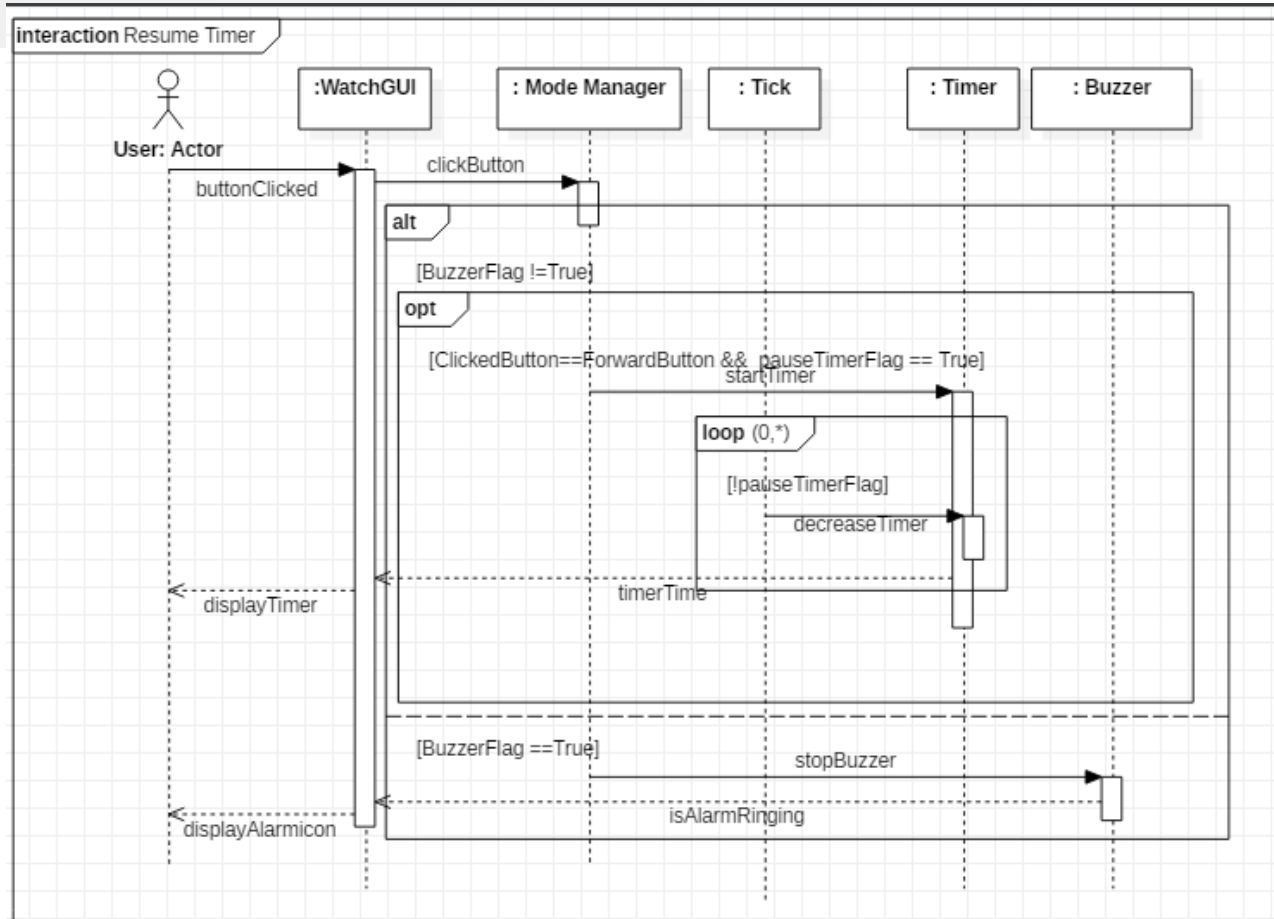 interaction Resume Timer
:WatchGUI
: Mode Manager
: Tick
: Timer
: Buzzer
User: Actor
buttonClicked
clickButton
alt
[BuzzerFlag !=True]
opt
[ClickedButton==ForwardButton && pauseTimerFlag == True]
startTimer
loop (0,*)
[!pauseTimerFlag]
decreaseTimer
timerTime
displayTimer
[BuzzerFlag ==True]
stopBuzzer
isAlarmRinging
displayAlarmicon